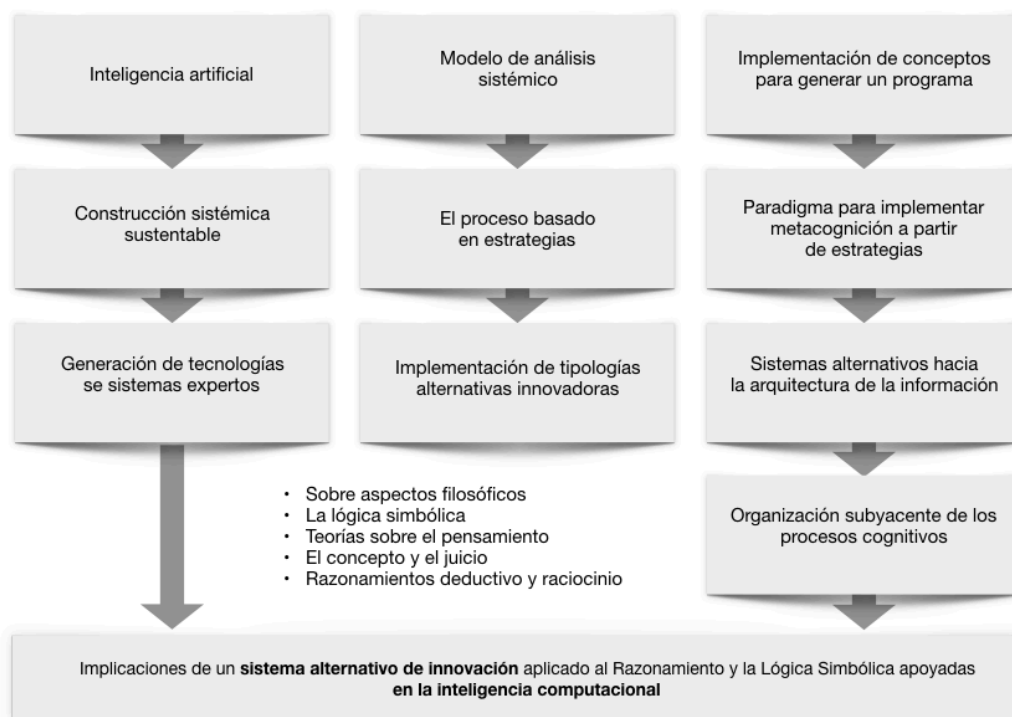 Inteligencia artificial
Modelo de análisis
sistémico
Implementación de conceptos
para generar un programa
Construcción sistémica
sustentable
El proceso basado
en estrategias
Paradigma para implementar
metacognición a partir
de estrategias
Generación de tecnologías
se sistemas expertos
Implementación de tipologías
alternativas innovadoras
Sistemas alternativos hacia
la arquitectura de la información
• Sobre aspectos filosóficos
• La lógica simbólica
• Teorías sobre el pensamiento
• El concepto y el juicio
• Razonamientos deductivo y raciocinio
Organización subyacente de los
procesos cognitivos
Implicaciones de un sistema alternativo de innovación aplicado al Razonamiento y la Lógica Simbólica apoyadas
en la inteligencia computacional